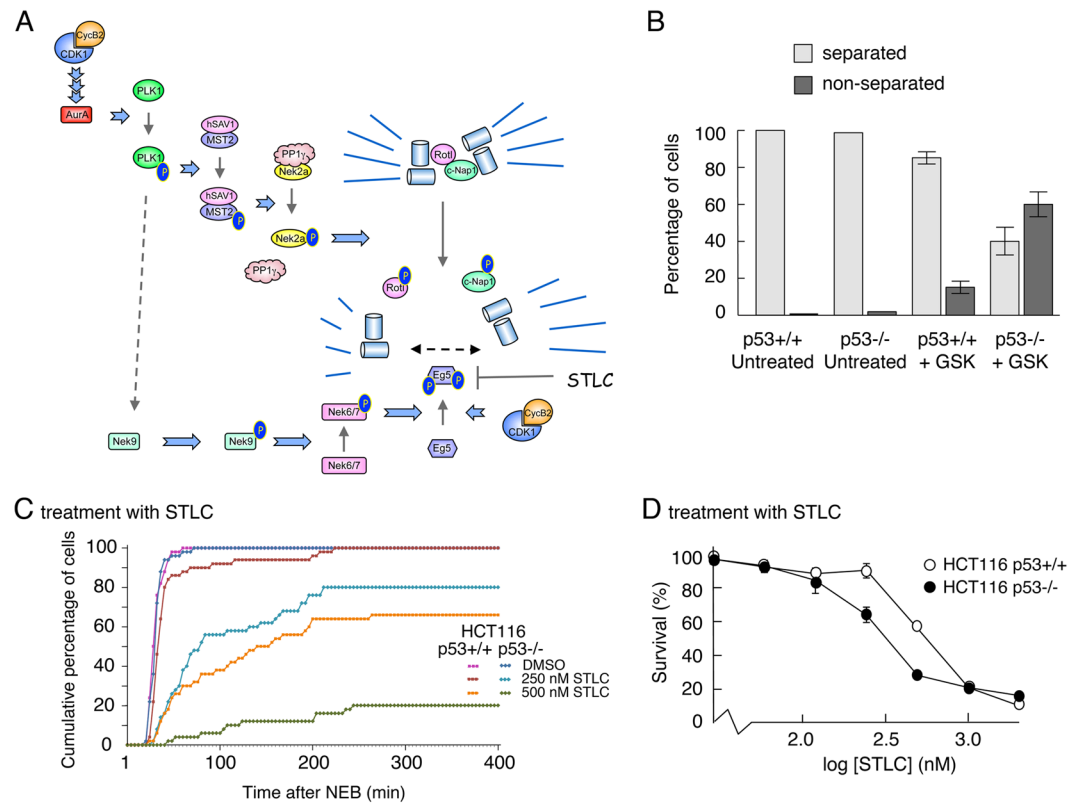 A
CycB2
CDK1
AurA
PLK1
PLK1
P
hSAV1
MST2
hSAV1
MST2
P
PP1γ
Nek2a
Nek2a
P
PP1γ
Rotl
c-Nap1
Rotl
P
c-Nap1
P
Eg5
P
P
STLC
Nek9
Nek9
P
Nek6/7
P
Nek6/7
Eg5
CycB2
CDK1
B
separated
non-separated
Percentage of cells
100
80
60
40
20
0
p53+/+
Untreated
p53-/-
Untreated
p53+/+
+ GSK
p53-/-
+ GSK
C treatment with STLC
Cumulative percentage of cells
100
80
60
40
20
0
1
100
200
300
400
Time after NEB (min)
HCT116
p53+/+ p53-/-
DMSO
250 nM STLC
500 nM STLC
D treatment with STLC
Survival (%)
100
80
60
40
20
0
2.0
2.5
3.0
log [STLC] (nM)
HCT116 p53+/+
HCT116 p53-/-